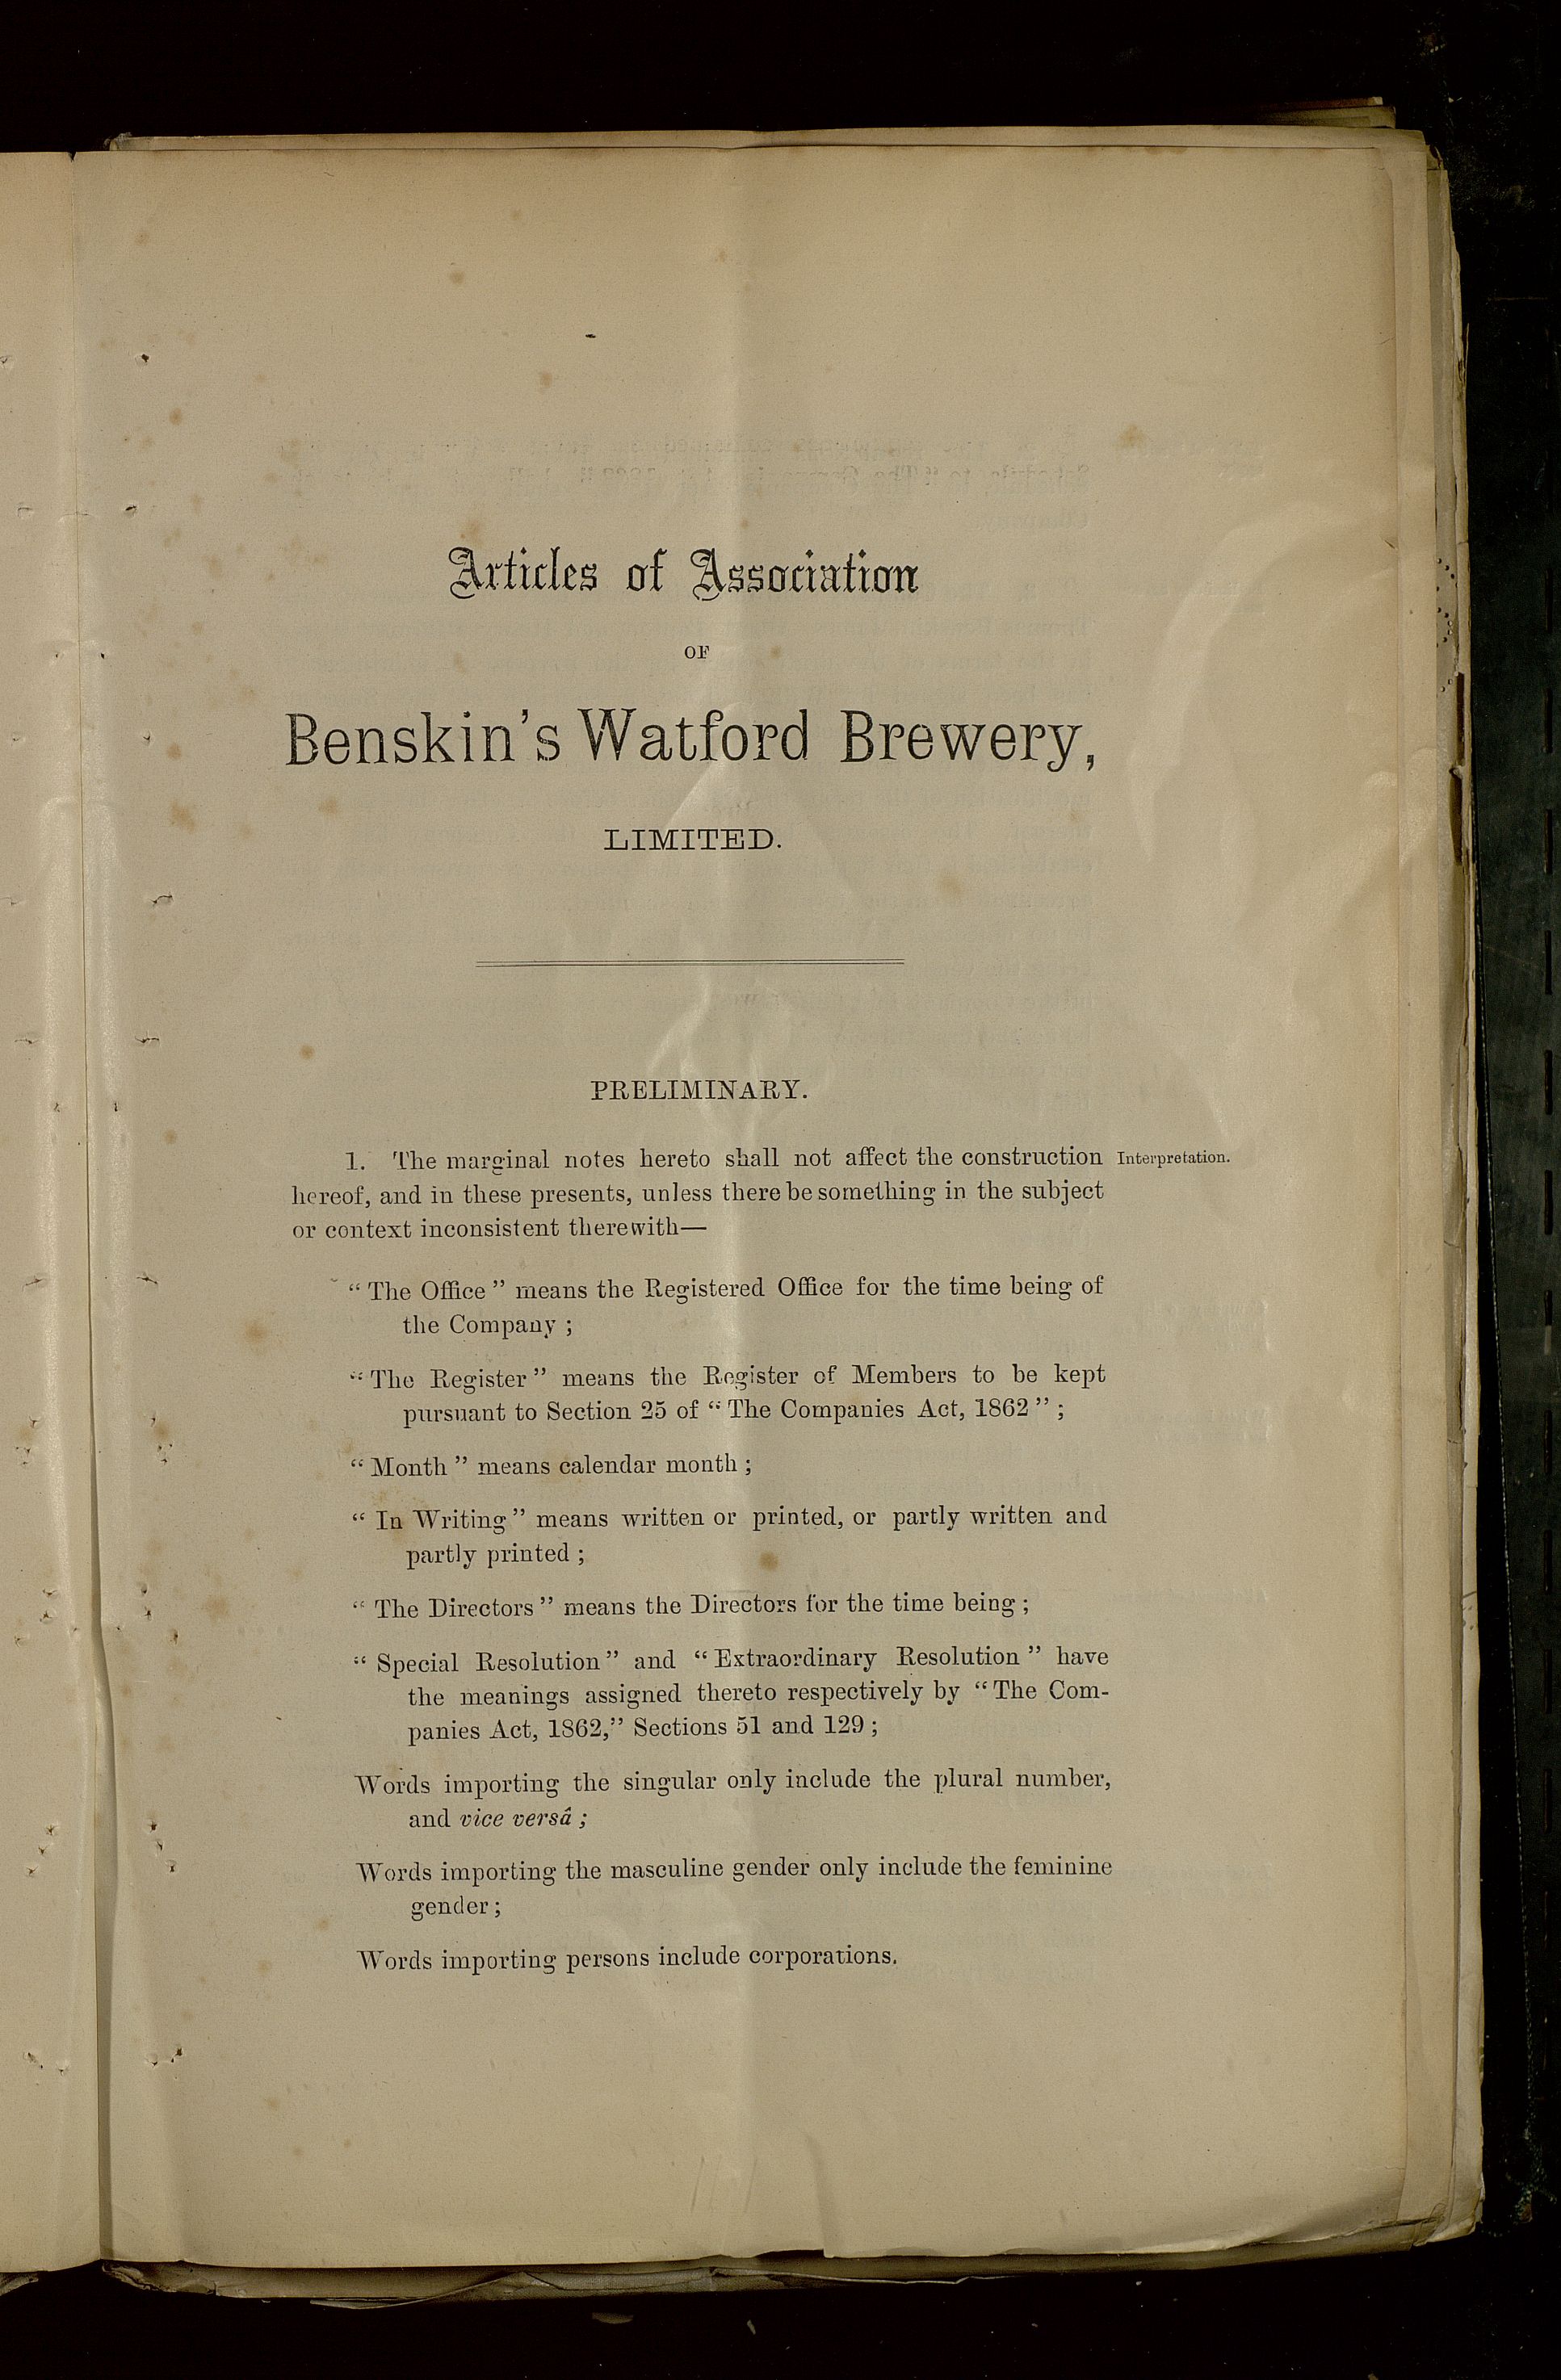 Articles of Association
OF
Benskin's Watford Brewery,
LIMITED.
PRELIMINARY.
1. The marginal notes hereto shall not affect the construction Interpretation.
hereof, and in these presents, unless there be something in the subject
or context inconsistent therewith—
“ The Office ” means the Registered Office for the time being of
the Company ;
“ The Register ” means the Register of Members to be kept
pursuant to Section 25 of “ The Companies Act, 1862 ” ;
“ Month ” means calendar month ;
“ In Writing ” means written or printed, or partly written and
partly printed ;
“ The Directors ” means the Directors for the time being ;
“ Special Resolution ” and “ Extraordinary Resolution ” have
the meanings assigned thereto respectively by “ The Com-
panies Act, 1862,” Sections 51 and 129 ;
Words importing the singular only include the plural number,
and vice versâ ;
Words importing the masculine gender only include the feminine
gender ;
Words importing persons include corporations.